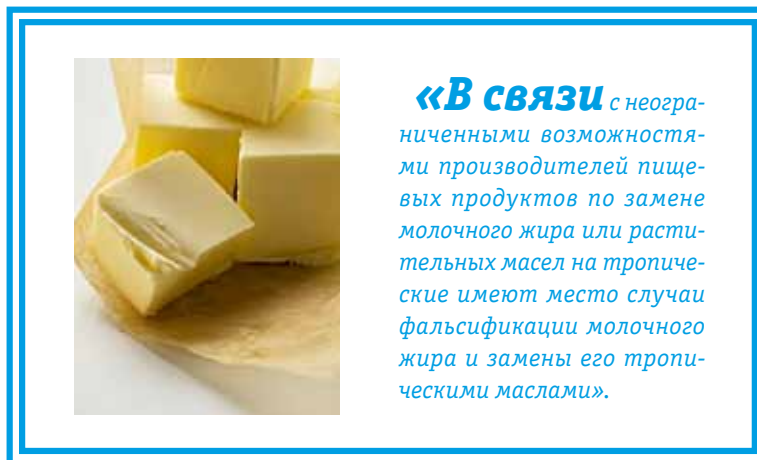 «В связи с неогра-
ниченными возможностя-
ми производителей пище-
вых продуктов по замене
молочного жира или расти-
тельных масел на тропиче-
ские имеют место случаи
фальсификации молочного
жира и замены его тропи-
ческими маслами».